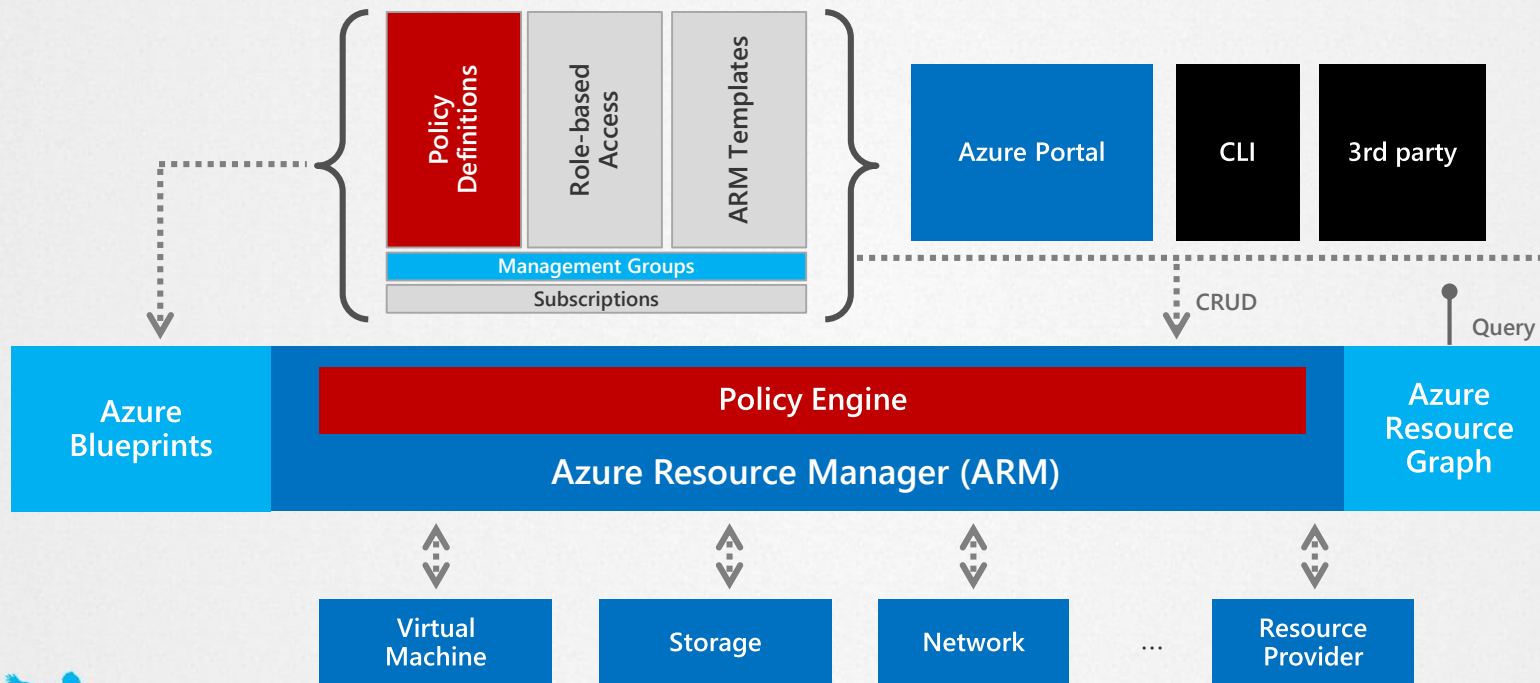 Policy
Definitions
Role-based
Access
ARM Templates
Management Groups
Subscriptions
Azure Portal
CLI
3rd party
CRUD
Query
Azure
Blueprints
Policy Engine
Azure Resource Manager (ARM)
Azure
Resource
Graph
Virtual
Machine
Storage
Network
...
Resource
Provider